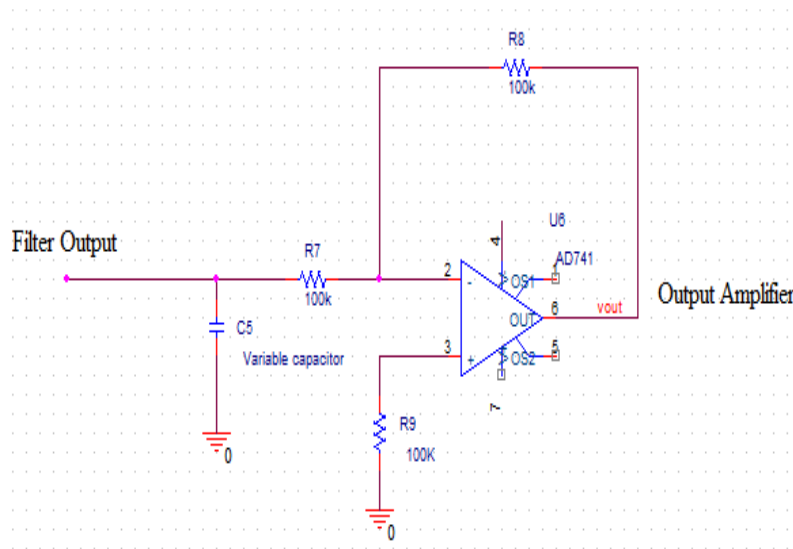 R8
100k
Filter Output
R7
100k
C5
Variable capacitor
0
U6
AD741
4
2
-
OS1
1
OUT
6
vout
Output Amplifier
3
+
OS2
5
7
R9
100K
0